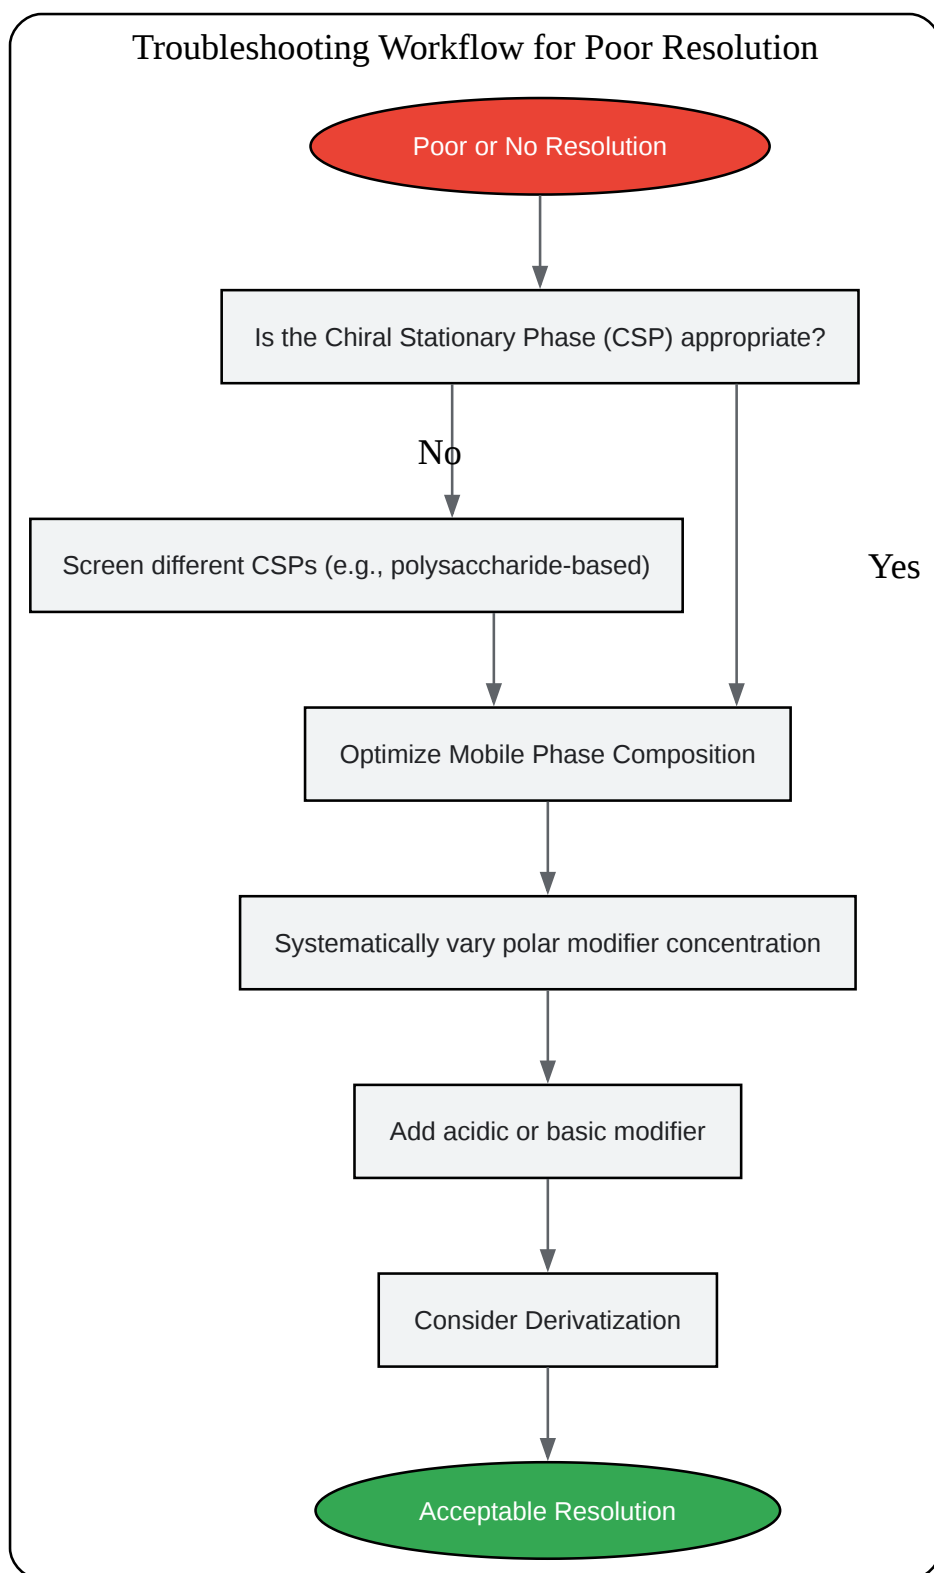 Troubleshooting Workflow for Poor Resolution
Poor or No Resolution
Is the Chiral Stationary Phase (CSP) appropriate?
No
Screen different CSPs (e.g., polysaccharide-based)
Yes
Optimize Mobile Phase Composition
Systematically vary polar modifier concentration
Add acidic or basic modifier
Consider Derivatization
Acceptable Resolution